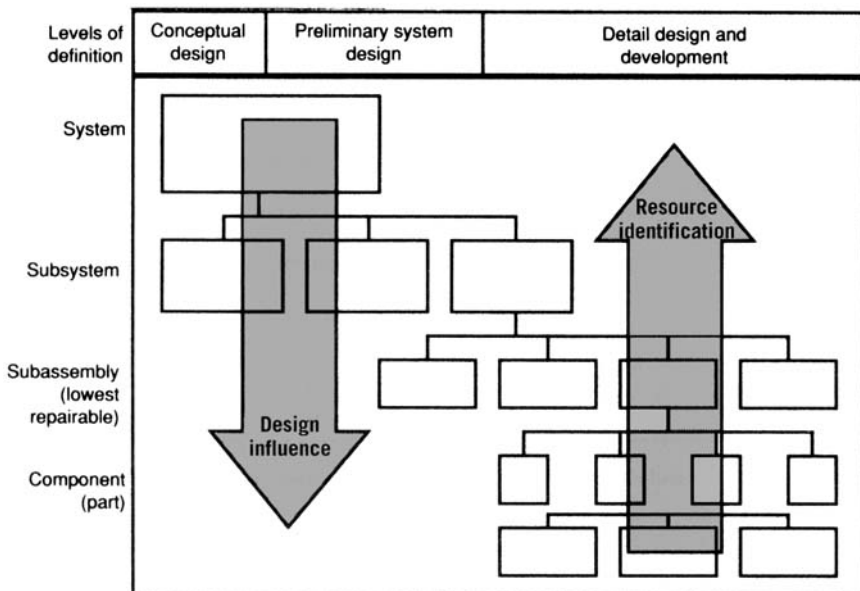 Levels of
definition
Conceptual
design
Preliminary system
design
Detail design and
development
System
Resource
identification
Subsystem
Subassembly
(lowest
repairable)
Design
influence
Component
(part)